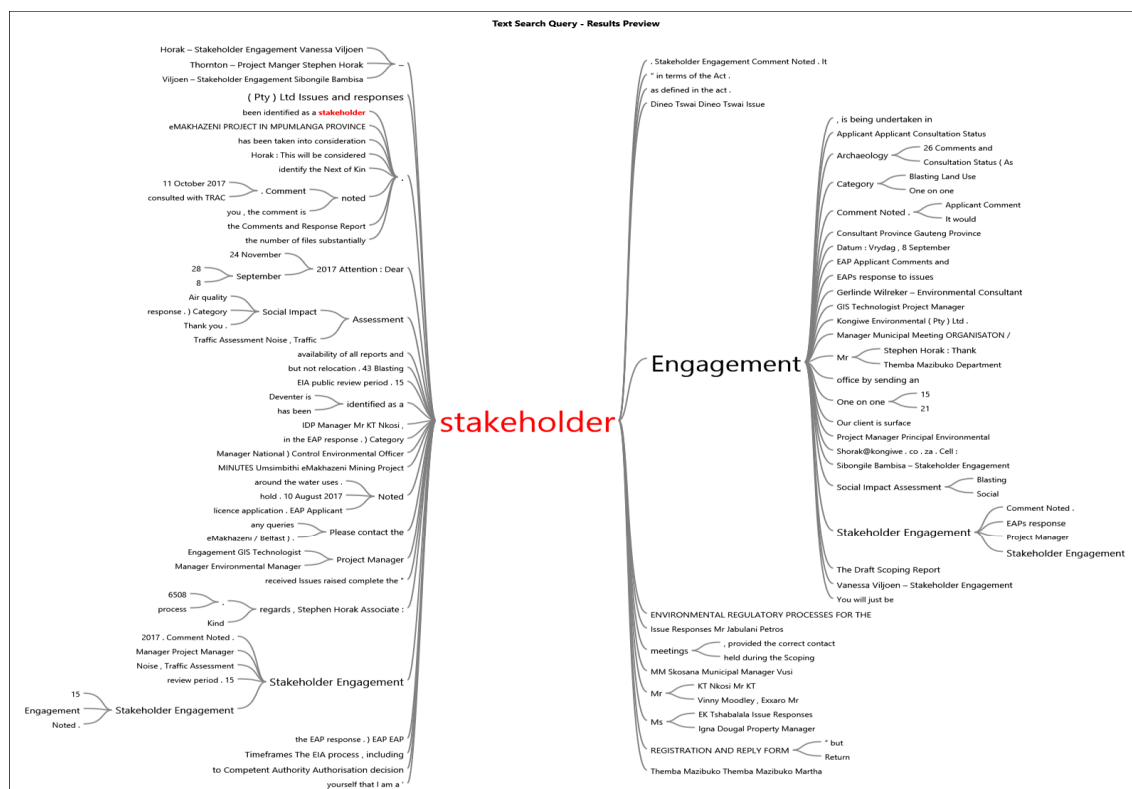 Text Search Query - Results Preview
Horak – Stakeholder Engagement Vanessa Viljoen
Thornton – Project Manger Stephen Horak
Viljoen – Stakeholder Engagement Sibongile Bambisa
–
( Pty ) Ltd Issues and responses
been identified as a stakeholder
eMAKHAZENI PROJECT IN MPUMLANGA PROVINCE
has been taken into consideration
Horak : This will be considered
identify the Next of Kin
11 October 2017
consulted with TRAC
. Comment
you , the comment is
noted
the Comments and Response Report
the number of files substantially
.
24 November
28
8
September
2017 Attention : Dear
Air quality
response . ) Category
Thank you .
Social Impact
Traffic Assessment Noise , Traffic
Assessment
availability of all reports and
but not relocation . 43 Blasting
EIA public review period . 15
Deventer is
has been
identified as a
IDP Manager Mr KT Nkosi ,
in the EAP response . ) Category
Manager National ) Control Environmental Officer
MINUTES Umsimbithi eMakhazeni Mining Project
around the water uses .
hold . 10 August 2017
licence application . EAP Applicant
Noted
any queries
eMakhazeni / Belfast ) .
Please contact the
Engagement GIS Technologist
Manager Environmental Manager
Project Manager
received Issues raised complete the "
6508
process
.
Kind
regards , Stephen Horak Associate :
2017 . Comment Noted .
Manager Project Manager
Noise , Traffic Assessment
review period . 15
15
Engagement
Noted .
Stakeholder Engagement
Stakeholder Engagement
the EAP response . ) EAP EAP
Timeframes The EIA process , including
to Competent Authority Authorisation decision
yourself that I am a '
stakeholder
. Stakeholder Engagement Comment Noted . It
" in terms of the Act .
as defined in the act .
Dineo Tswai Dineo Tswai Issue
Engagement
, is being undertaken in
Applicant Applicant Consultation Status
Archaeology
26 Comments and
Consultation Status ( As
Category
Blasting Land Use
One on one
Comment Noted .
Applicant Comment
It would
Consultant Province Gauteng Province
Datum : Vrydag , 8 September
EAP Applicant Comments and
EAPs response to issues
Gerlinde Wilreker – Environmental Consultant
GIS Technologist Project Manager
Kongiwe Environmental ( Pty ) Ltd .
Manager Municipal Meeting ORGANISATON /
Mr
Stephen Horak : Thank
Themba Mazibuko Department
office by sending an
One on one
15
21
Our client is surface
Project Manager Principal Environmental
Shorak@kongiwe . co . za . Cell :
Sibongile Bambisa – Stakeholder Engagement
Social Impact Assessment
Blasting
Social
Stakeholder Engagement
Comment Noted .
EAPs response
Project Manager
Stakeholder Engagement
The Draft Scoping Report
Vanessa Viljoen – Stakeholder Engagement
You will just be
ENVIRONMENTAL REGULATORY PROCESSES FOR THE
Issue Responses Mr Jabulani Petros
meetings
, provided the correct contact
held during the Scoping
MM Skosana Municipal Manager Vusi
Mr
KT Nkosi Mr KT
Vinny Moodley , Exxaro Mr
Ms
EK Tshabalala Issue Responses
Igna Dougal Property Manager
REGISTRATION AND REPLY FORM
" but
Return
Themba Mazibuko Themba Mazibuko Martha